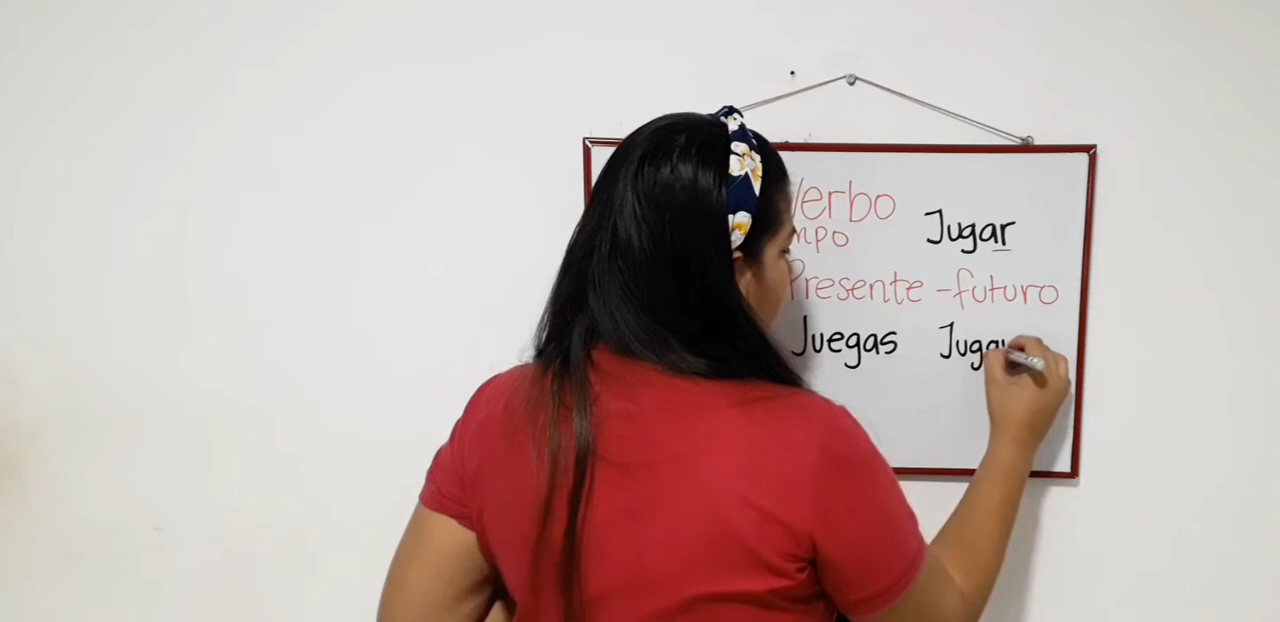 Verbo
Jugar
mpo
Presente - futuro
Juegas Juga